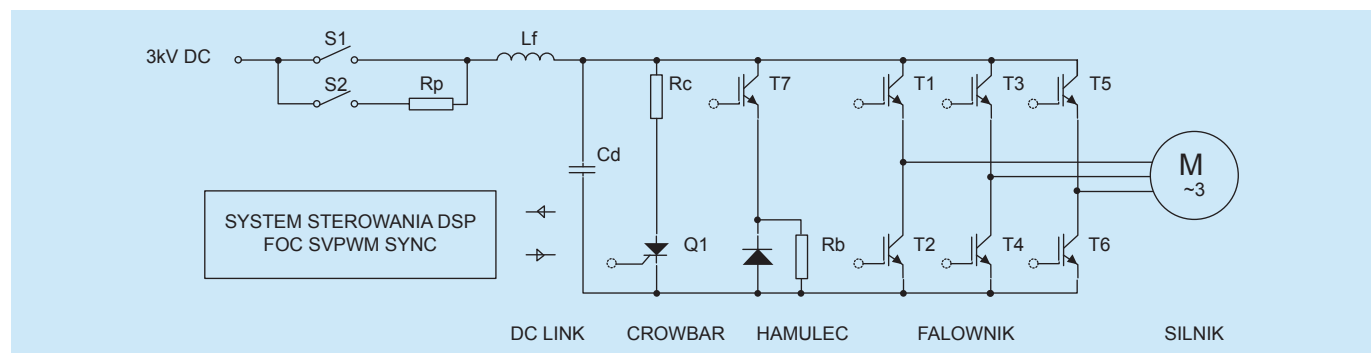 S1
Lf
3kV DC
S2
Rp
Rc
T7
T1
T3
T5
Cd
M
~3
SYSTEM STEROWANIA DSP
FOC SVPWM SYNC
Q1
Rb
T2
T4
T6
DC LINK
CROWBAR
HAMULEC
FALOWNIK
SILNIK